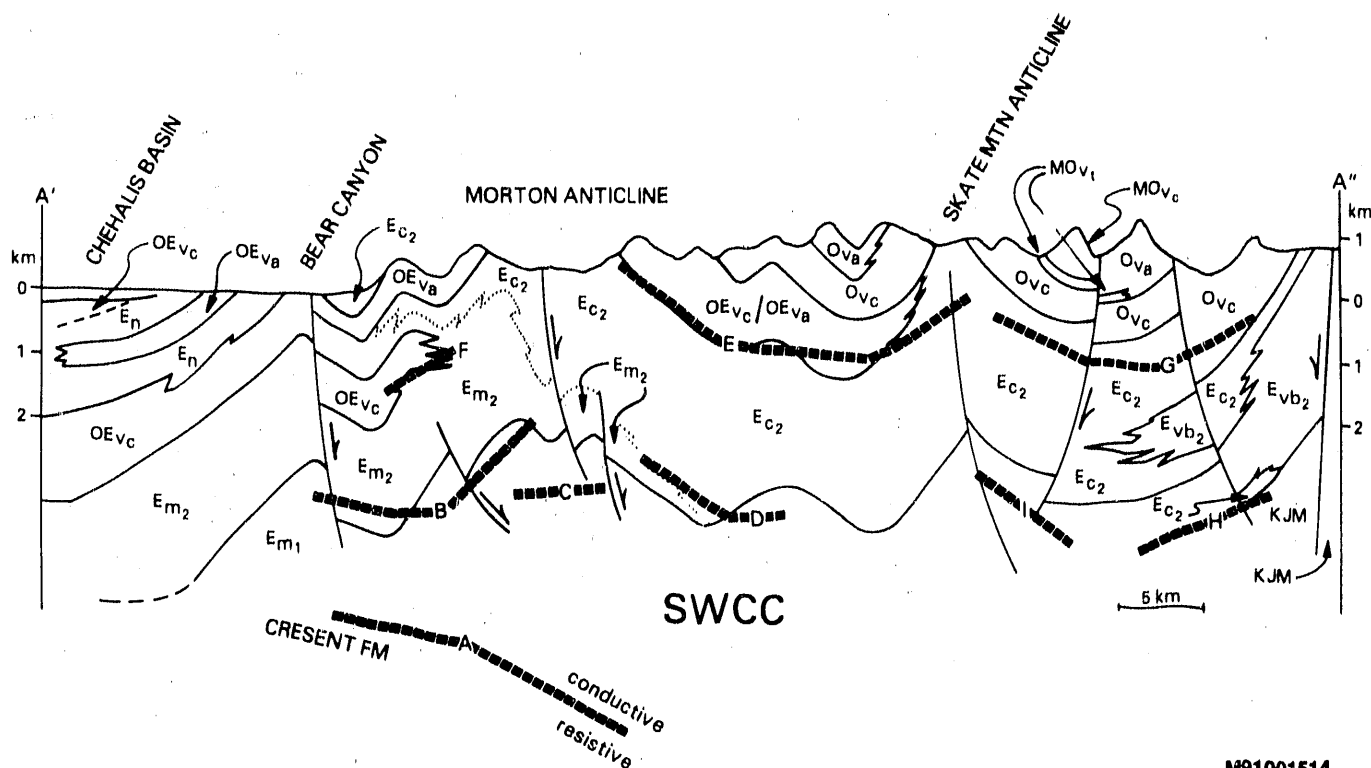 A'
CHEHALIS BASIN
BEAR CANYON
MORTON ANTICLINE
SKATE MTN ANTICLINE
A"
km
0
1
2
km
1
0
1
2
OEvc
OEva
Ec2
MOvt
MOvc
En
En
OEvc
Em2
Em1
OEva
Ec2
F
OEvc
Em2
Em2
B
C
Ec2
Em2
D
E
OEvc/OEva
Ova
Ovc
Ec2
Ovc
Ova
Ovc
Ovc
G
Ec2
Ec2
Ec2
Evb2
Evb2
Ec2
Ec2
I
H
KJM
KJM
5 km
SWCC
CRESENT FM
A
conductive
resistive
M91001514